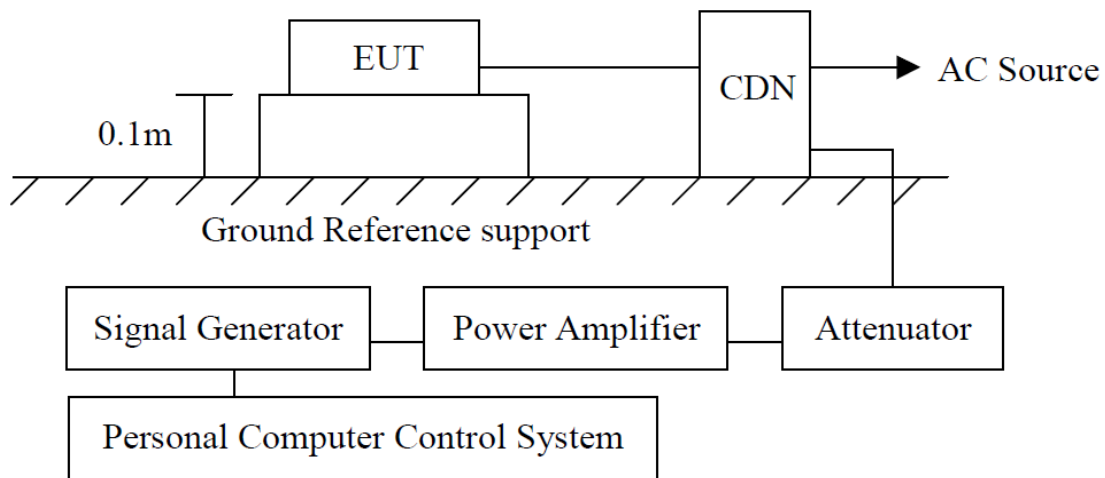 EUT
CDN
AC Source
0.1m
Ground Reference support
Signal Generator
Power Amplifier
Attenuator
Personal Computer Control System